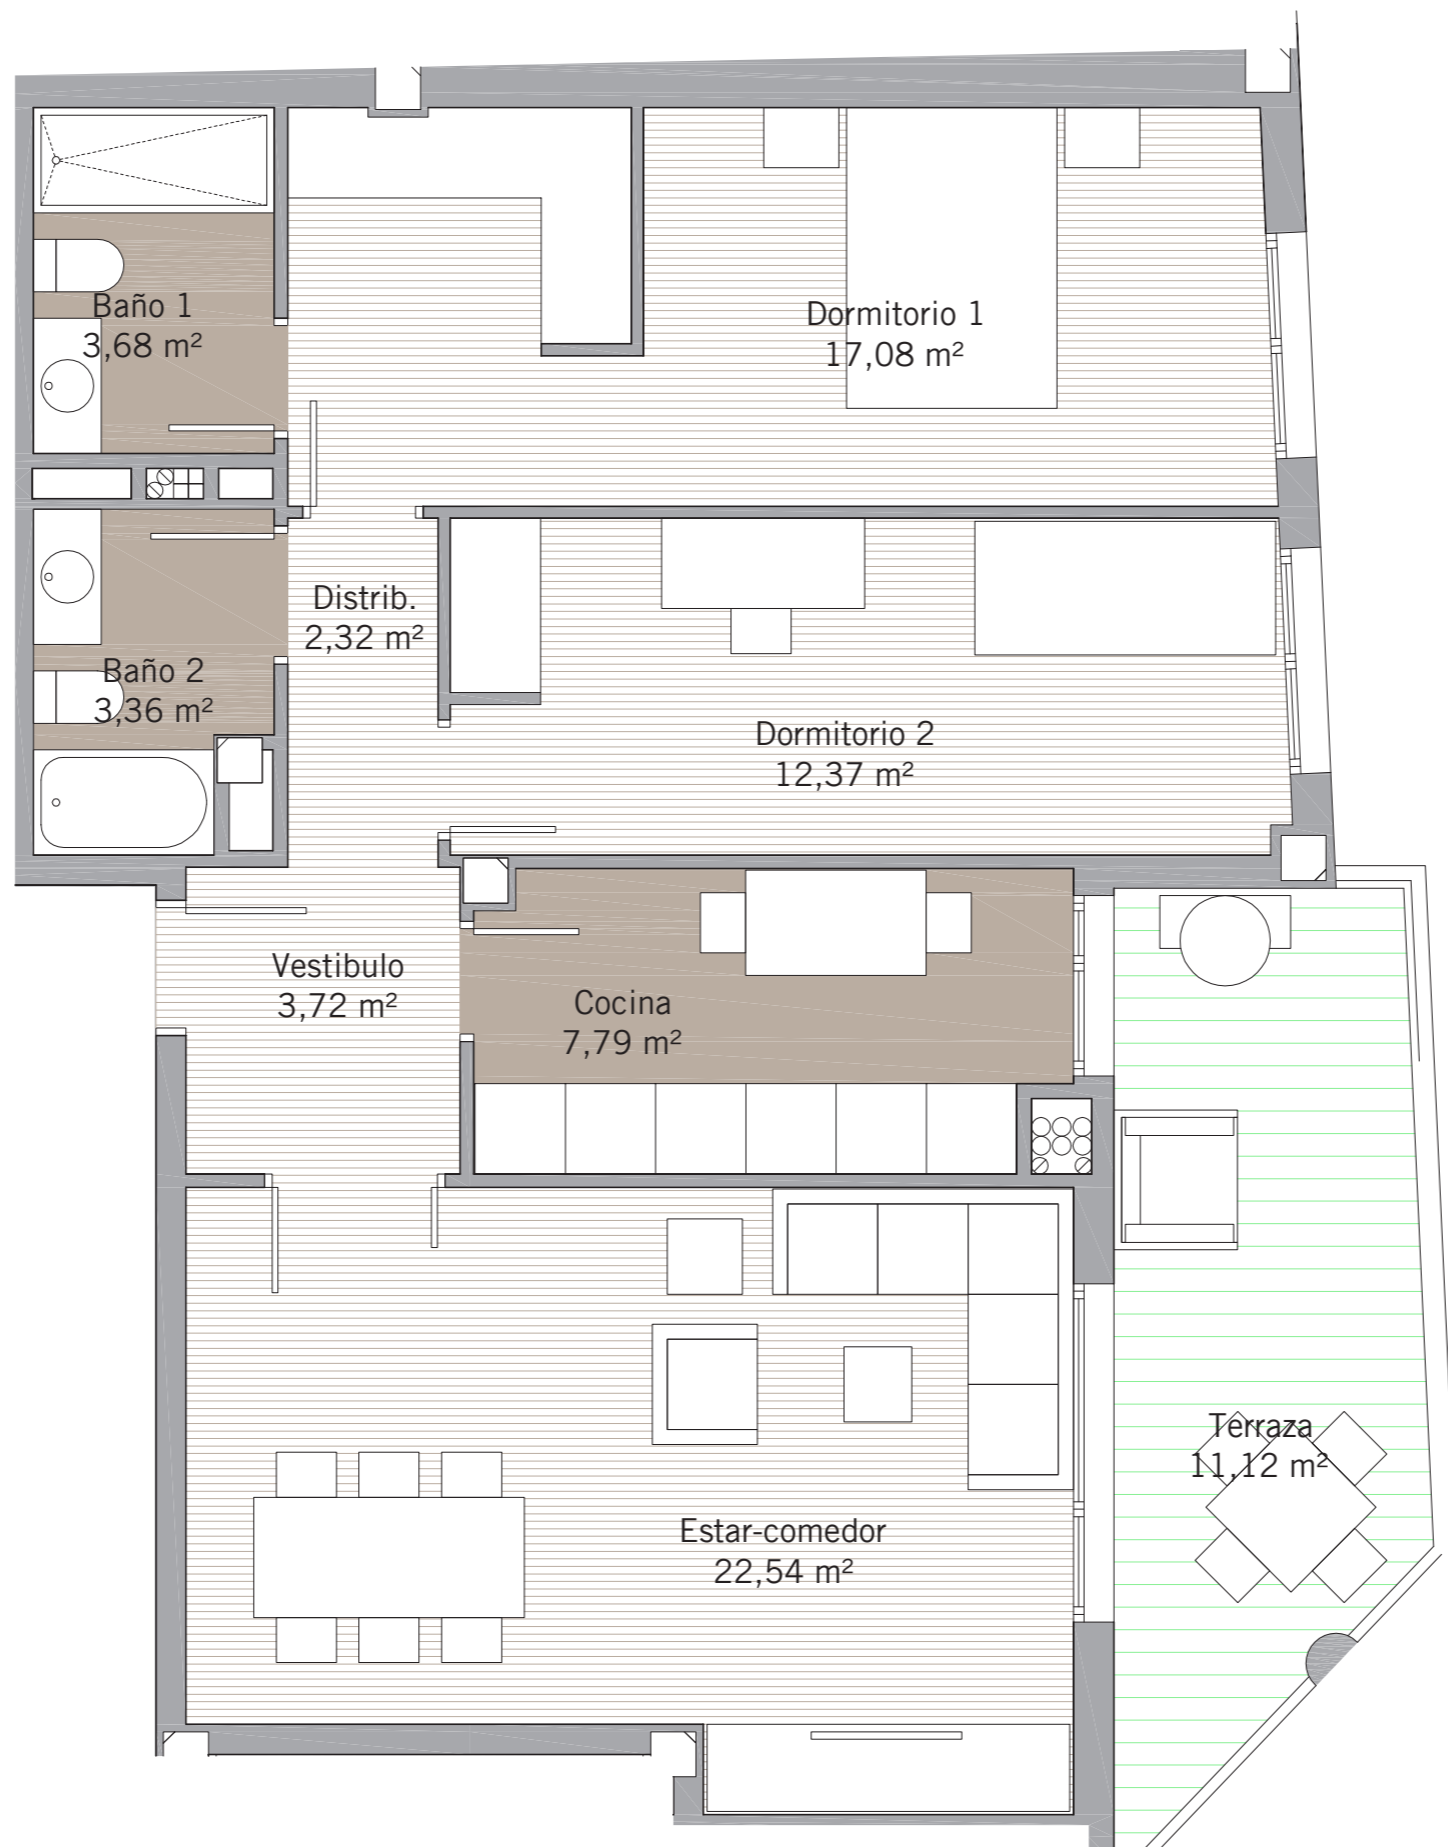 Baño 1
3,68 m²
Dormitorio 1
17,08 m²
Distrib.
2,32 m²
Baño 2
3,36 m²
Dormitorio 2
12,37 m²
Vestibulo
3,72 m²
Cocina
7,79 m²
Terraza
11,12 m²
Estar-comedor
22,54 m²